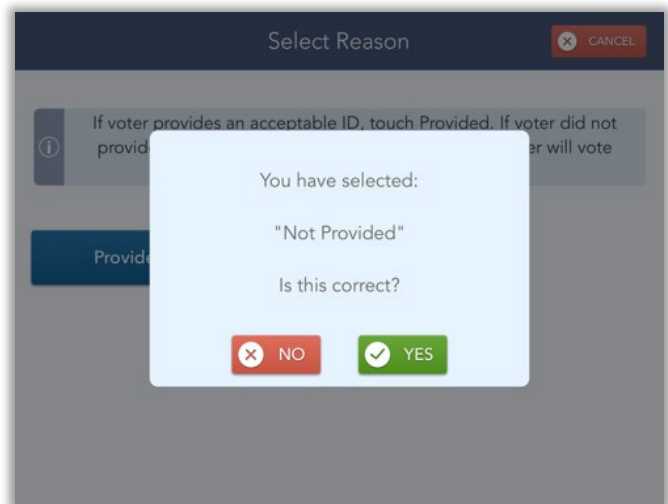 Select Reason
CANCEL
If voter provides an acceptable ID, touch Provided. If voter did not
provid er will vote
You have selected:
"Not Provided"
Is this correct?
Provide
NO
YES